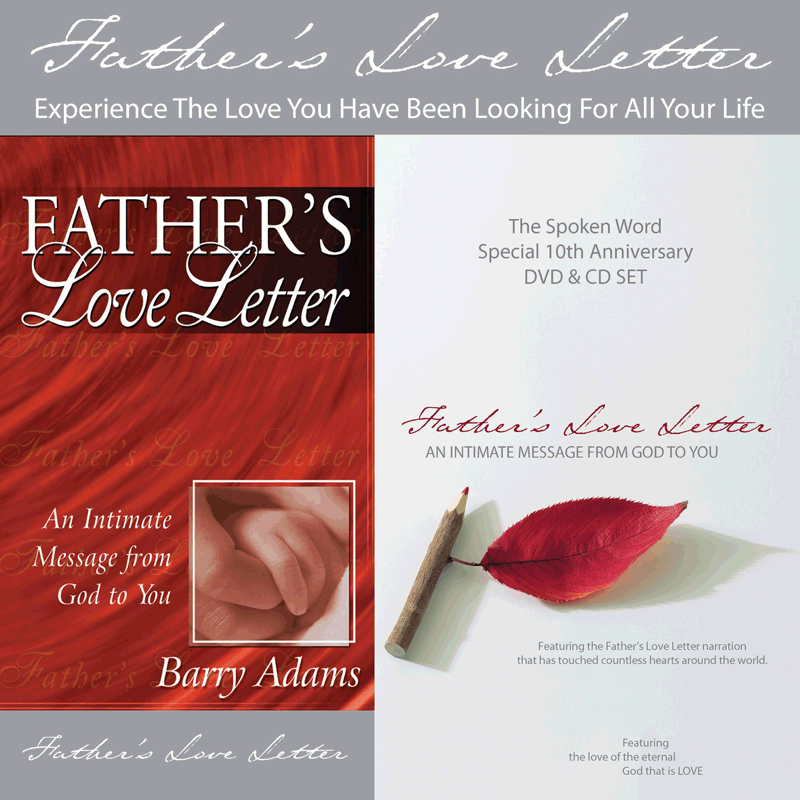 Father's Love Letter
Experience The Love You Have Been Looking For All Your Life
FATHER'S
Love Letter
Father's Love Letter
Father's Love Letter
An Intimate
Message from
God to You
Father's
Barry Adams
Father's Love Letter
The Spoken Word
Special 10th Anniversary
DVD & CD SET
Father's Love Letter
AN INTIMATE MESSAGE FROM GOD TO YOU
Featuring the Father's Love Letter narration
that has touched countless hearts around the world.
Featuring
the love of the eternal
God that is LOVE